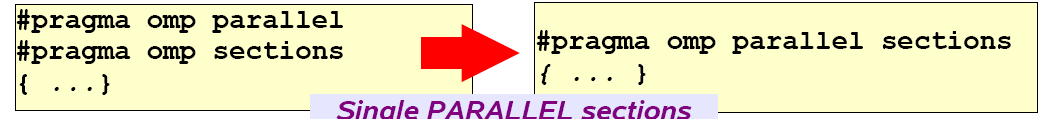 #pragma omp parallel
#pragma omp sections
{ ...}
#pragma omp parallel sections
{ ... }
Single PARALLEL sections